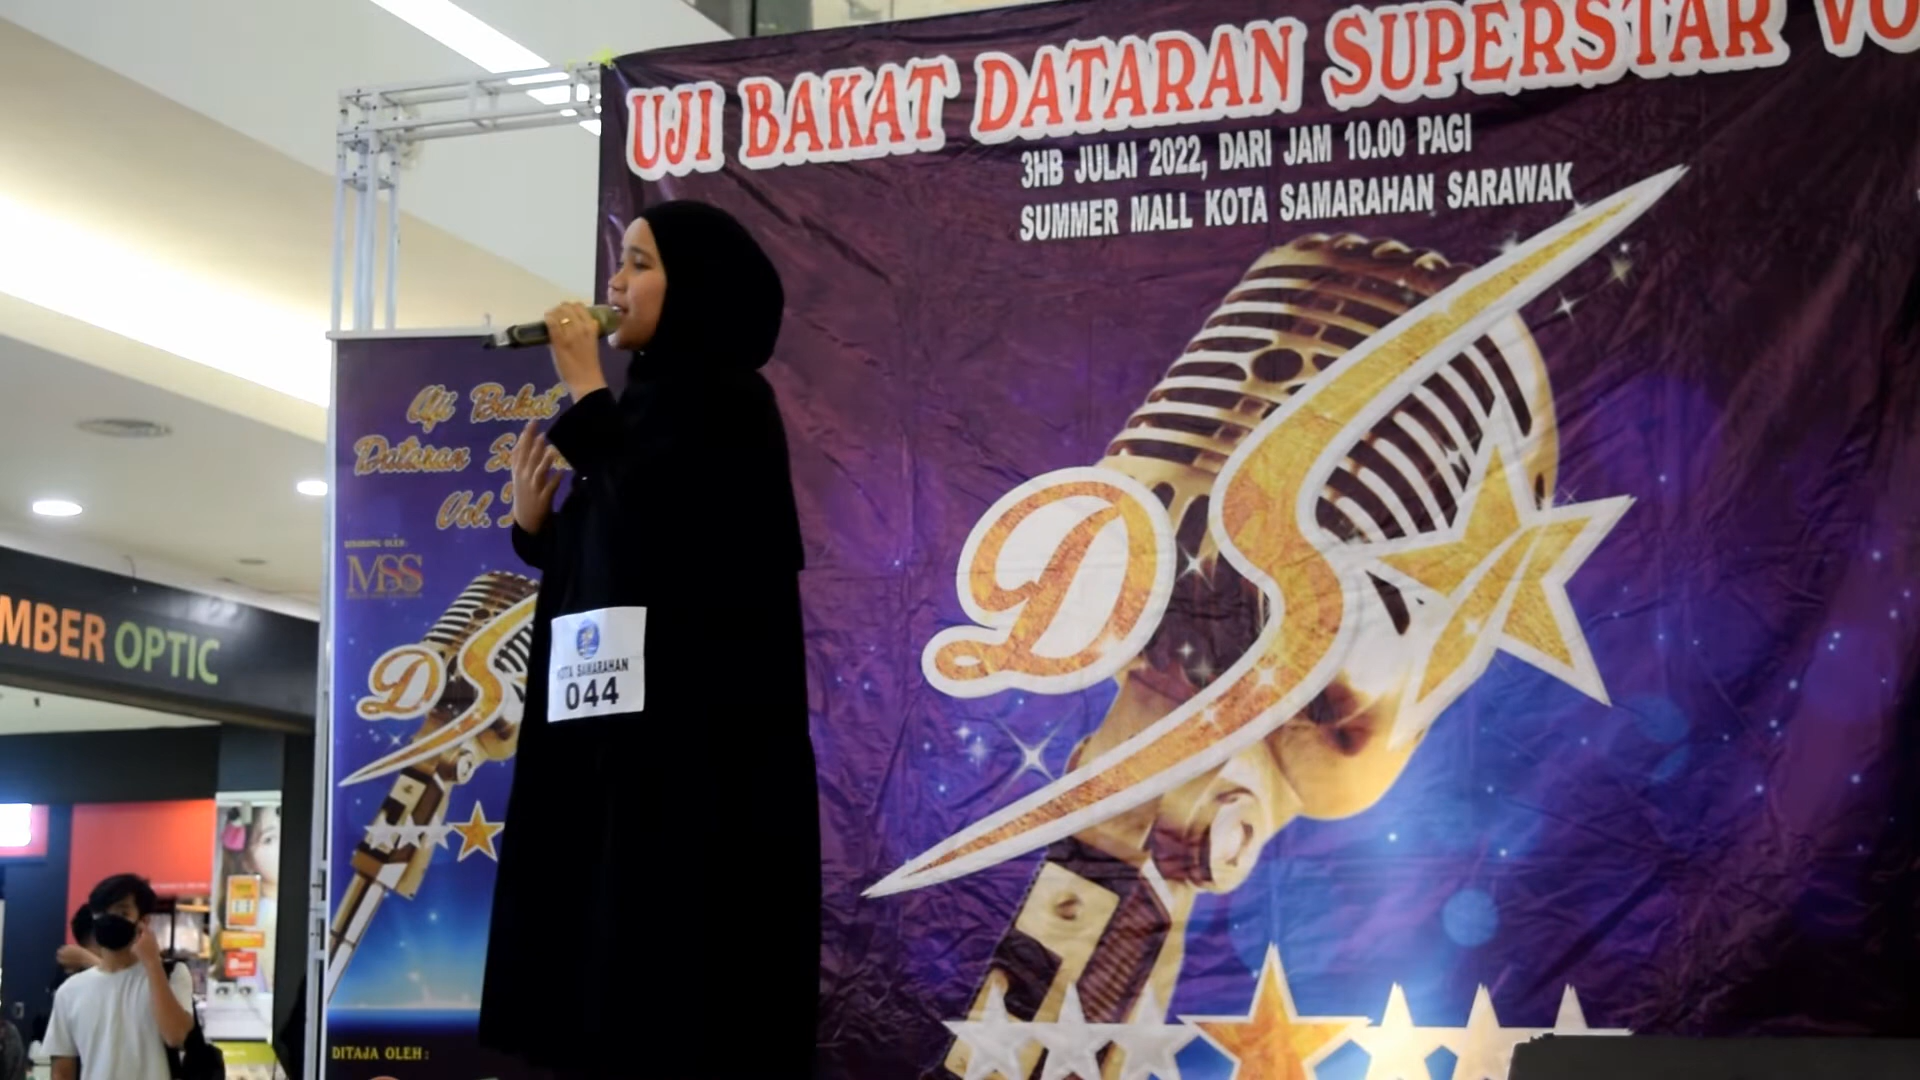 UJI BAKAT DATARAN SUPERSTAR VO
3HB JULAI 2022, DARI JAM 10.00 PAGI
SUMMER MALL KOTA SAMARAHAN SARAWAK
DS
Uji Bakat
Dataran
Vol.
MSS
DS
KOTA SAMARAHAN
044
MBER OPTIC
DITAJA OLEH :